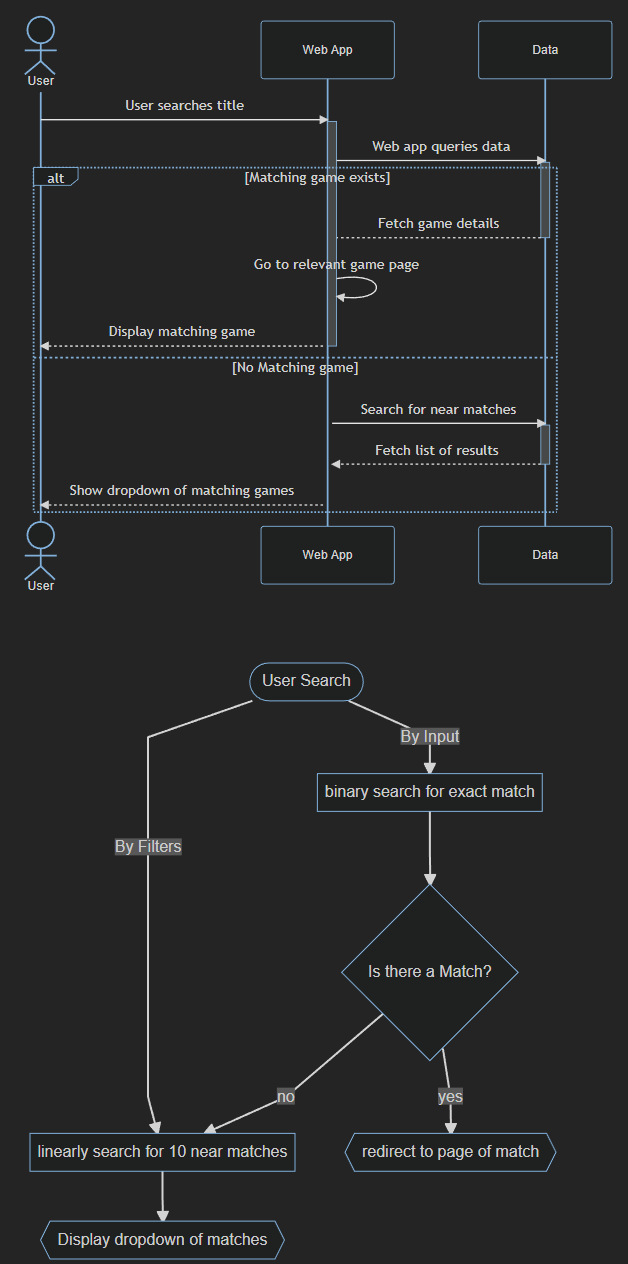 Web App
Data
User
User searches title
Web app queries data
alt
[Matching game exists]
Fetch game details
Go to relevant game page
Display matching game
[No Matching game]
Search for near matches
Fetch list of results
Show dropdown of matching games
Web App
Data
User
User Search
By Input
binary search for exact match
By Filters
Is there a Match?
no
yes
linearly search for 10 near matches
redirect to page of match
Display dropdown of matches